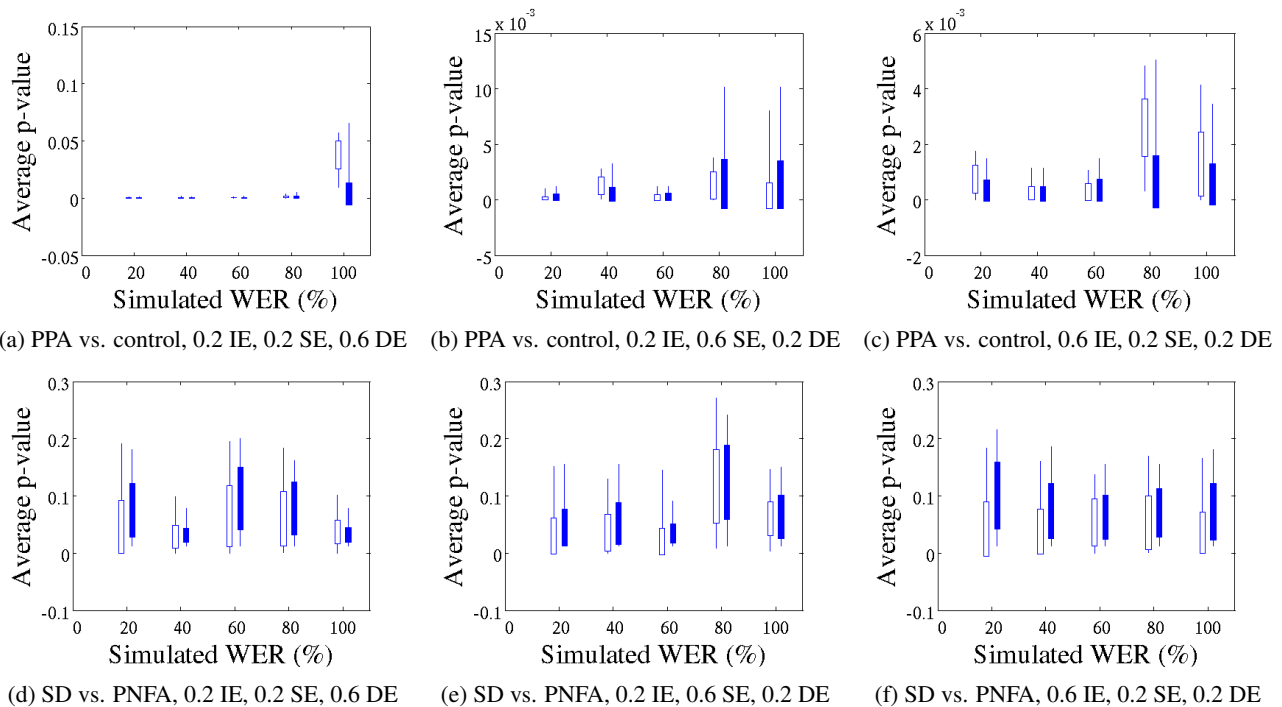 0.15
0.1
0.05
0
-0.05
0 20 40 60 80 100
Average p-value
Simulated WER (%)
(a) PPA vs. control, 0.2 IE, 0.2 SE, 0.6 DE
x 10⁻³
15
10
5
0
-5
0 20 40 60 80 100
Average p-value
Simulated WER (%)
(b) PPA vs. control, 0.2 IE, 0.6 SE, 0.2 DE
x 10⁻³
6
4
2
0
-2
0 20 40 60 80 100
Average p-value
Simulated WER (%)
(c) PPA vs. control, 0.6 IE, 0.2 SE, 0.2 DE
0.3
0.2
0.1
0
-0.1
0 20 40 60 80 100
Average p-value
Simulated WER (%)
(d) SD vs. PNFA, 0.2 IE, 0.2 SE, 0.6 DE
0.3
0.2
0.1
0
-0.1
0 20 40 60 80 100
Average p-value
Simulated WER (%)
(e) SD vs. PNFA, 0.2 IE, 0.6 SE, 0.2 DE
0.3
0.2
0.1
0
-0.1
0 20 40 60 80 100
Average p-value
Simulated WER (%)
(f) SD vs. PNFA, 0.6 IE, 0.2 SE, 0.2 DE